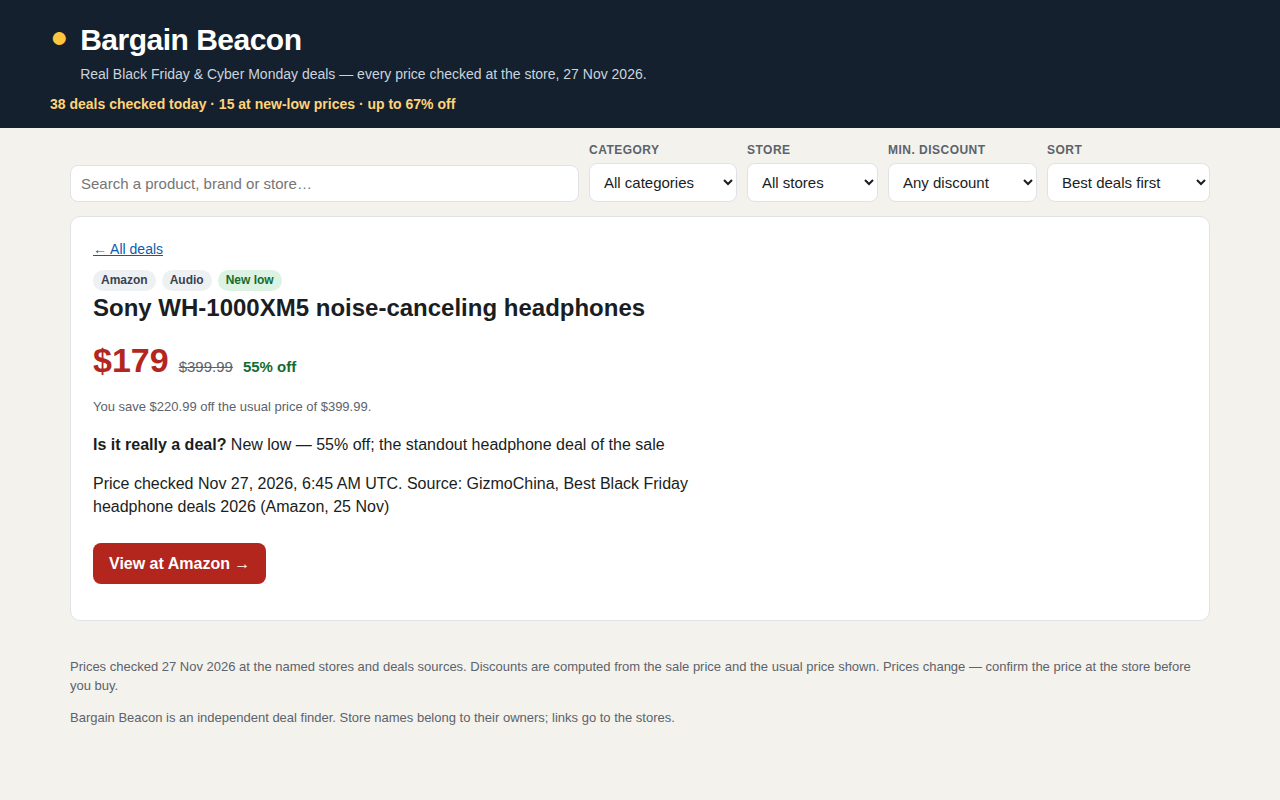 Bargain Beacon
Real Black Friday & Cyber Monday deals — every price checked at the store, 27 Nov 2026.
38 deals checked today · 15 at new-low prices · up to 67% off
CATEGORY STORE MIN. DISCOUNT SORT
Search a product, brand or store… All categories All stores Any discount Best deals first
← All deals
Amazon Audio New low
Sony WH-1000XM5 noise-canceling headphones
$179 $399.99 55% off
You save $220.99 off the usual price of $399.99.
Is it really a deal? New low — 55% off; the standout headphone deal of the sale
Price checked Nov 27, 2026, 6:45 AM UTC. Source: GizmoChina, Best Black Friday
headphone deals 2026 (Amazon, 25 Nov)
View at Amazon →
Prices checked 27 Nov 2026 at the named stores and deals sources. Discounts are computed from the sale price and the usual price shown. Prices change — confirm the price at the store before
you buy.
Bargain Beacon is an independent deal finder. Store names belong to their owners; links go to the stores.